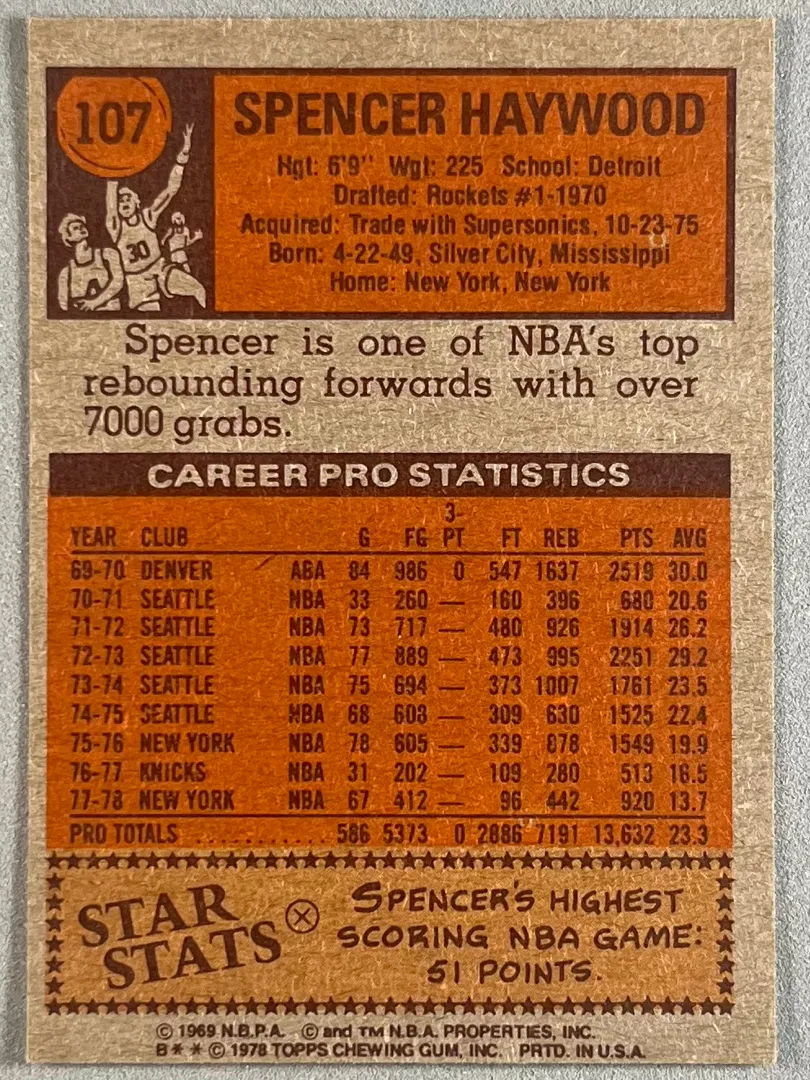 107
SPENCER HAYWOOD
Hgt: 6'9" Wgt: 225 School: Detroit
Drafted: Rockets #1-1970
Acquired: Trade with Supersonics, 10-23-75
Born: 4-22-49, Silver City, Mississippi
Home: New York, New York
30
Spencer is one of NBA's top
rebounding forwards with over
7000 grabs.
CAREER PRO STATISTICS
YEAR CLUB G FG 3-PT FT REB PTS AVG
69-70 DENVER ABA 84 986 0 547 1637 2519 30.0
70-71 SEATTLE NBA 33 260 — 160 396 680 20.6
71-72 SEATTLE NBA 73 717 — 480 926 1914 26.2
72-73 SEATTLE NBA 77 889 — 473 995 2251 29.2
73-74 SEATTLE NBA 75 694 — 373 1007 1761 23.5
74-75 SEATTLE NBA 68 608 — 309 630 1525 22.4
75-76 NEW YORK NBA 78 605 — 339 878 1549 19.9
76-77 KNICKS NBA 31 202 — 109 280 513 16.5
77-78 NEW YORK NBA 67 412 — 96 442 920 13.7
PRO TOTALS ........... 586 5373 0 2886 7191 13,632 23.3
STAR
STATS
SPENCER'S HIGHEST
SCORING NBA GAME:
51 POINTS.
© 1969 N.B.P.A. © and TM N.B.A. PROPERTIES, INC.
B * * © 1978 TOPPS CHEWING GUM, INC. PRTD. IN U.S.A.